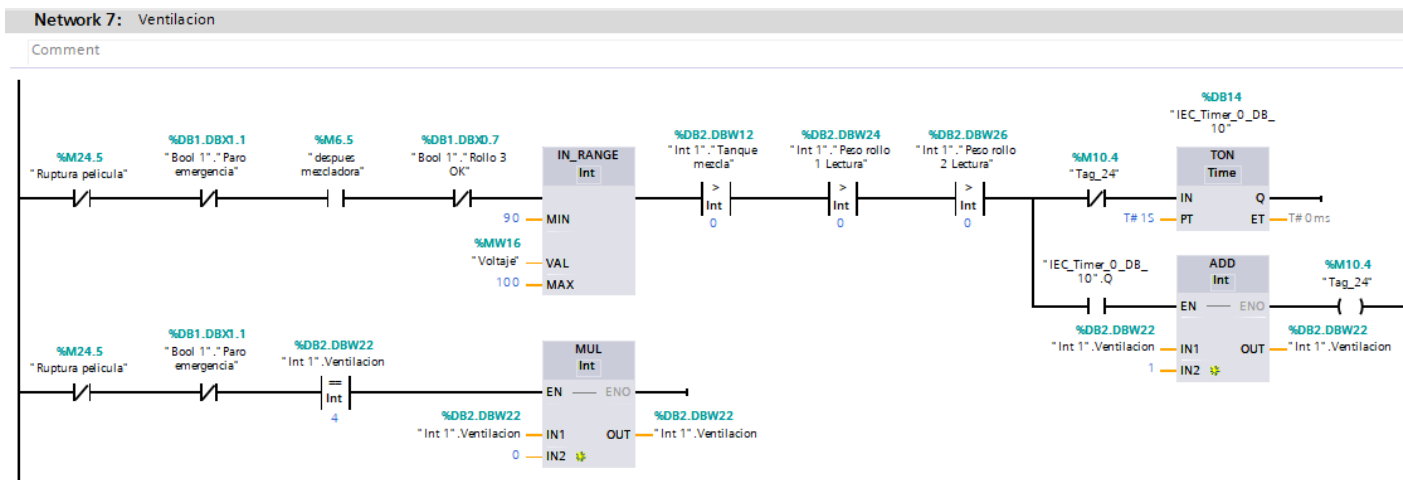 Network 7: Ventilacion
Comment
%M24.5
"Ruptura pelicula"
%DB1.DBX1.1
"Bool 1"."Paro
emergencia"
%M6.5
"despues
mezcladora"
%DB1.DBX0.7
"Bool 1"."Rollo 3
OK"
IN_RANGE
Int
90 MIN
%MW16
"Voltaje" VAL
100 MAX
%DB2.DBW12
"Int 1"."Tanque
mezcla"
>
Int
0
%DB2.DBW24
"Int 1"."Peso rollo
1 Lectura"
>
Int
0
%DB2.DBW26
"Int 1"."Peso rollo
2 Lectura"
>
Int
0
%M10.4
"Tag_24"
%DB14
"IEC_Timer_0_DB_
10"
TON
Time
IN Q
T#1S PT ET T#0ms
"IEC_Timer_0_DB_
10".Q
ADD
Int
EN ENO
%DB2.DBW22
"Int 1".Ventilacion IN1
1 IN2
OUT
%DB2.DBW22
"Int 1".Ventilacion
%M10.4
"Tag_24"
%M24.5
"Ruptura pelicula"
%DB1.DBX1.1
"Bool 1"."Paro
emergencia"
%DB2.DBW22
"Int 1".Ventilacion
==
Int
4
MUL
Int
EN ENO
%DB2.DBW22
"Int 1".Ventilacion IN1
0 IN2
OUT
%DB2.DBW22
"Int 1".Ventilacion